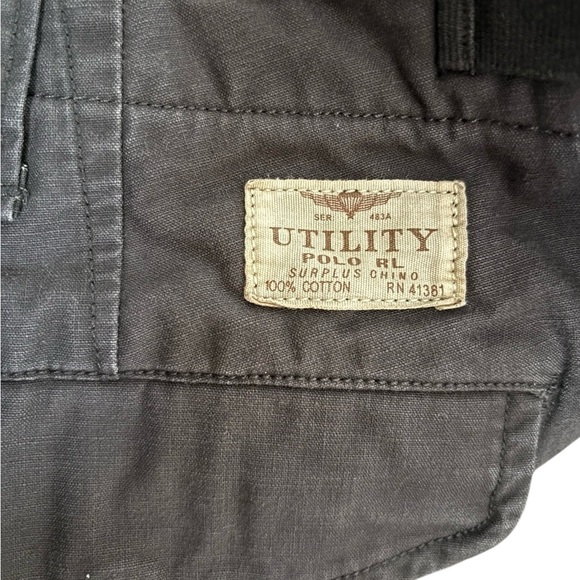 SER 483A
UTILITY
POLO RL
SURPLUS CHINO
100% COTTON RN 41381